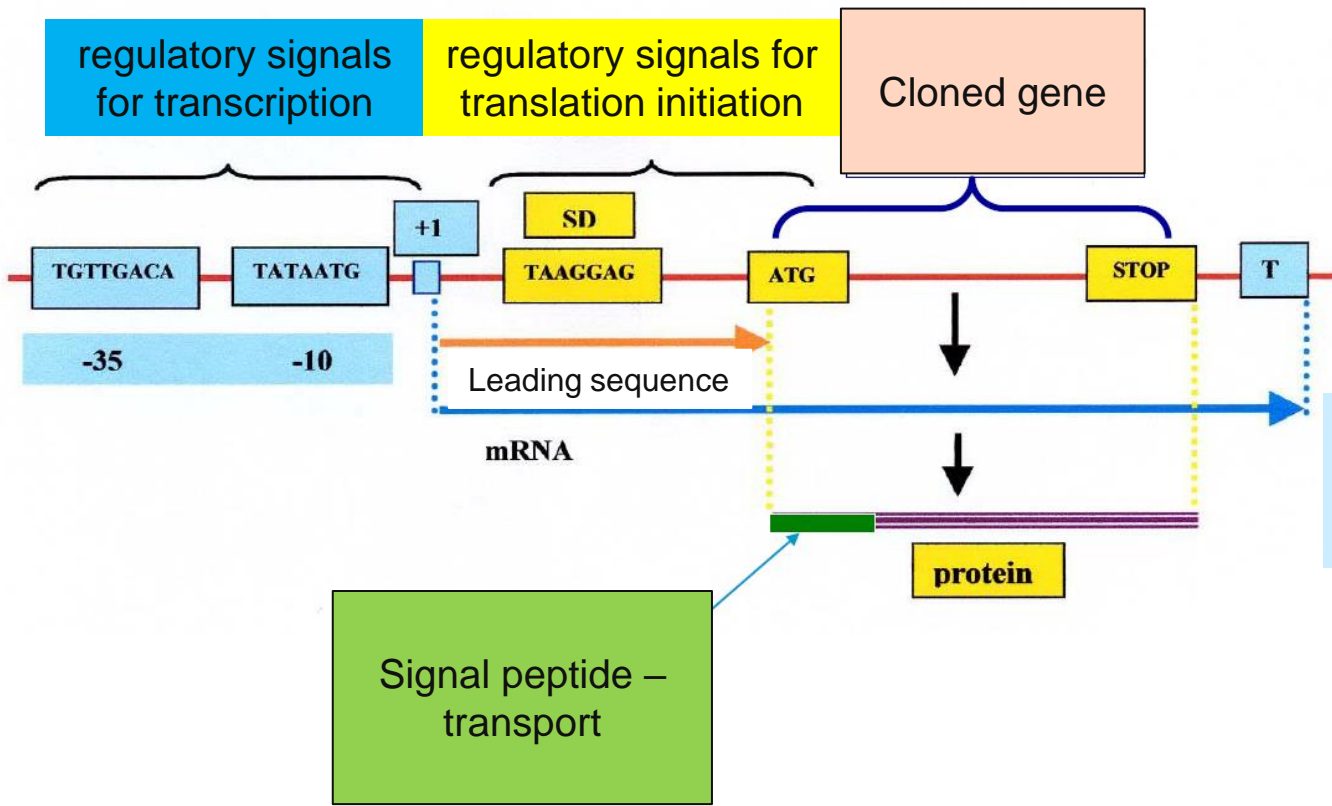 regulatory signals
for transcription
regulatory signals for
translation initiation
Cloned gene
+1
SD
TGTTGACA
TATAATG
TAAGGAG
ATG
STOP
T
-35
-10
Leading sequence
mRNA
protein
Signal peptide –
transport